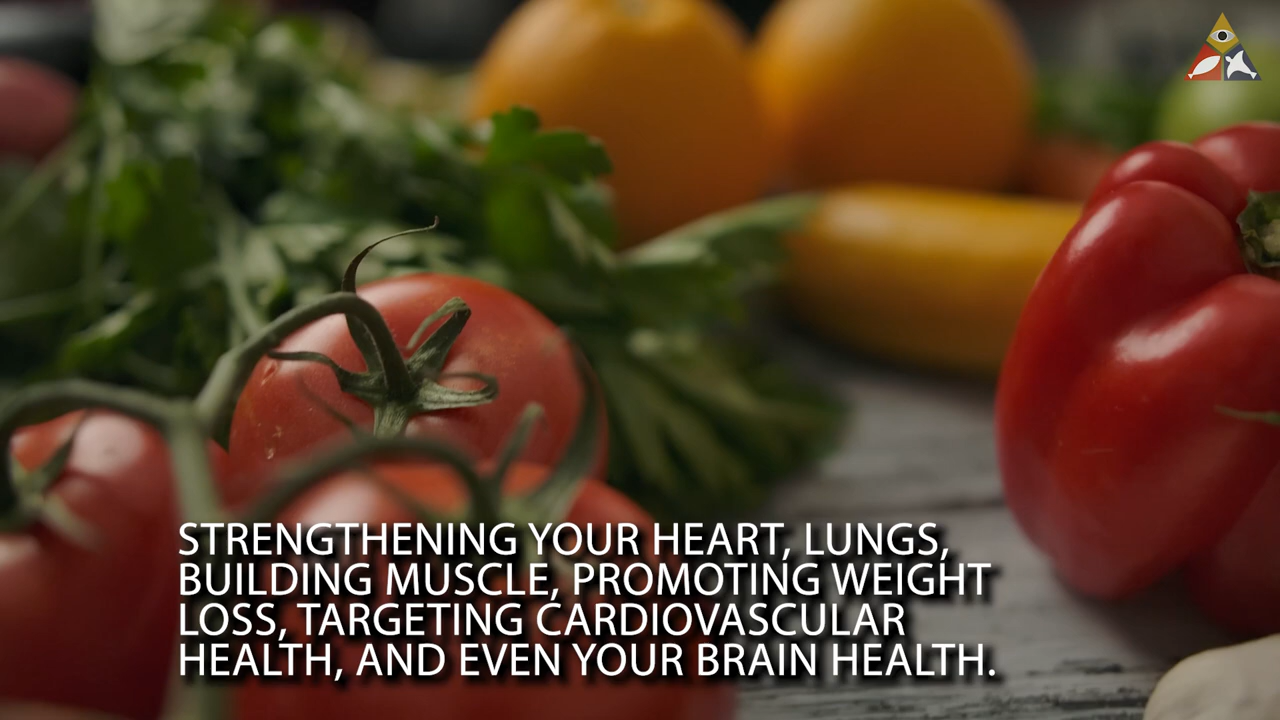 STRENGTHENING YOUR HEART, LUNGS,
BUILDING MUSCLE, PROMOTING WEIGHT
LOSS, TARGETING CARDIOVASCULAR
HEALTH, AND EVEN YOUR BRAIN HEALTH.